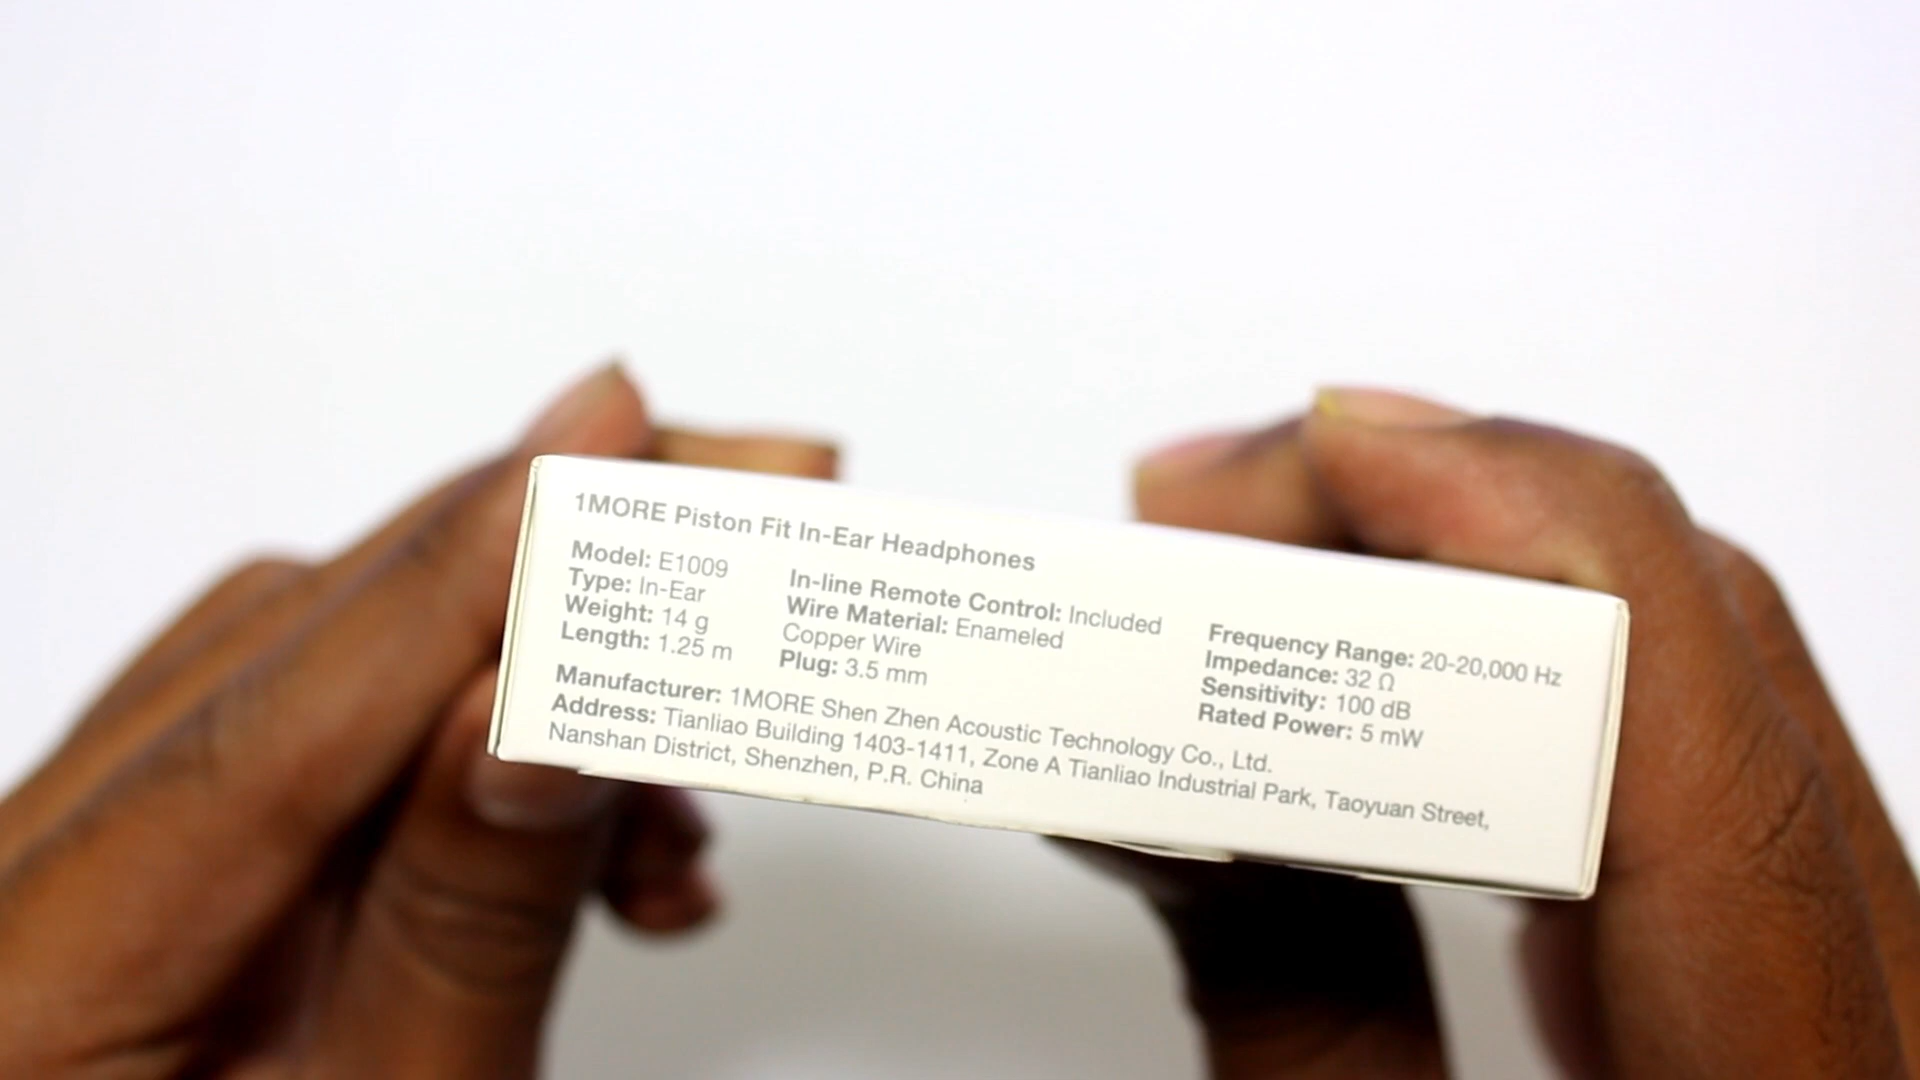 1MORE Piston Fit In-Ear Headphones
Model: E1009
Type: In-Ear
Weight: 14 g
Length: 1.25 m
In-line Remote Control: Included
Wire Material: Enameled
Copper Wire
Plug: 3.5 mm
Frequency Range: 20-20,000 Hz
Impedance: 32 Ω
Sensitivity: 100 dB
Rated Power: 5 mW
Manufacturer: 1MORE Shen Zhen Acoustic Technology Co., Ltd.
Address: Tianliao Building 1403-1411, Zone A Tianliao Industrial Park, Taoyuan Street,
Nanshan District, Shenzhen, P.R. China